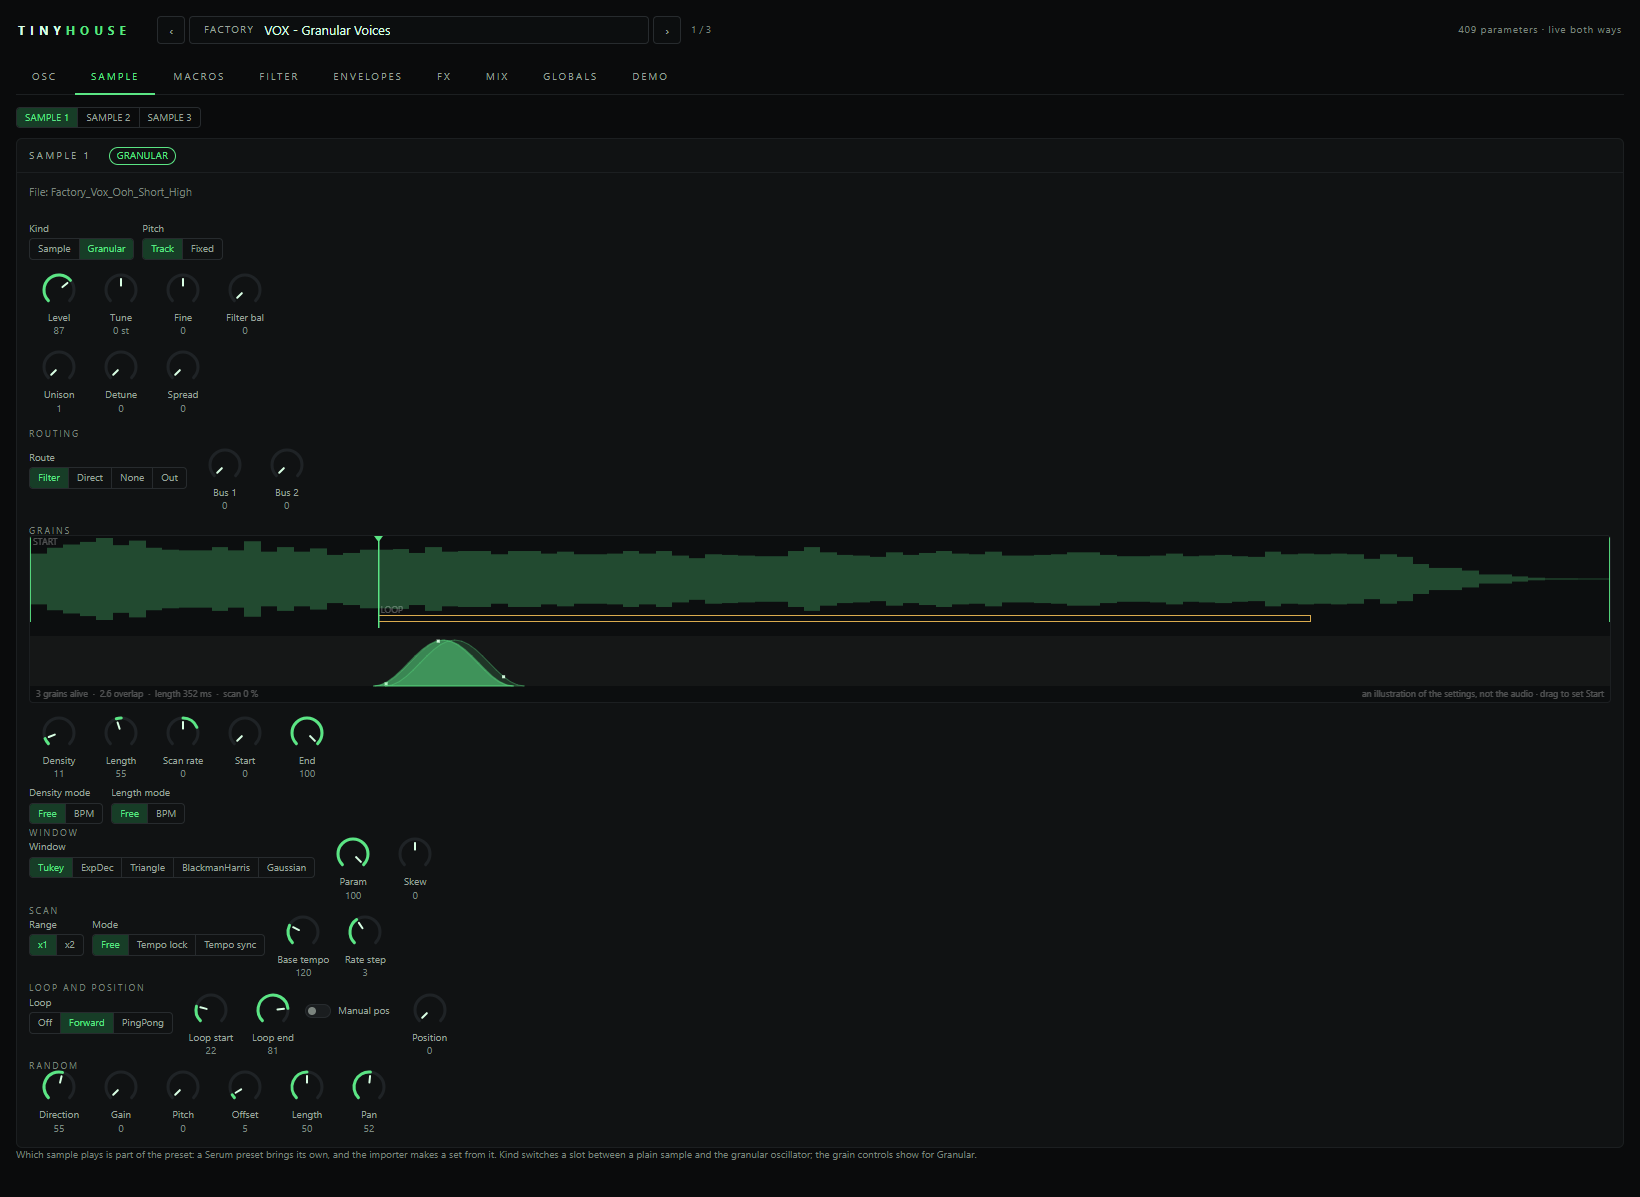 TINYHOUSE ‹ FACTORY VOX - Granular Voices › 1 / 3 409 parameters · live both ways
OSC SAMPLE MACROS FILTER ENVELOPES FX MIX GLOBALS DEMO
SAMPLE 1 SAMPLE 2 SAMPLE 3
SAMPLE 1 GRANULAR
File: Factory_Vox_Ooh_Short_High
Kind Pitch
Sample Granular Track Fixed
Level Tune Fine Filter bal
87 0 st 0 0
Unison Detune Spread
1 0 0
ROUTING
Route
Filter Direct None Out
Bus 1 Bus 2
0 0
GRAINS
START
LOOP
3 grains alive · 2.6 overlap · length 352 ms · scan 0 % an illustration of the settings, not the audio · drag to set Start
Density Length Scan rate Start End
11 55 0 0 100
Density mode Length mode
Free BPM Free BPM
WINDOW
Window
Tukey ExpDec Triangle BlackmanHarris Gaussian
Param Skew
100 0
SCAN
Range Mode
x1 x2 Free Tempo lock Tempo sync
Base tempo Rate step
120 3
LOOP AND POSITION
Loop
Off Forward PingPong
Manual pos
Loop start Loop end Position
22 81 0
RANDOM
Direction Gain Pitch Offset Length Pan
55 0 0 5 50 52
Which sample plays is part of the preset: a Serum preset brings its own, and the importer makes a set from it. Kind switches a slot between a plain sample and the granular oscillator; the grain controls show for Granular.